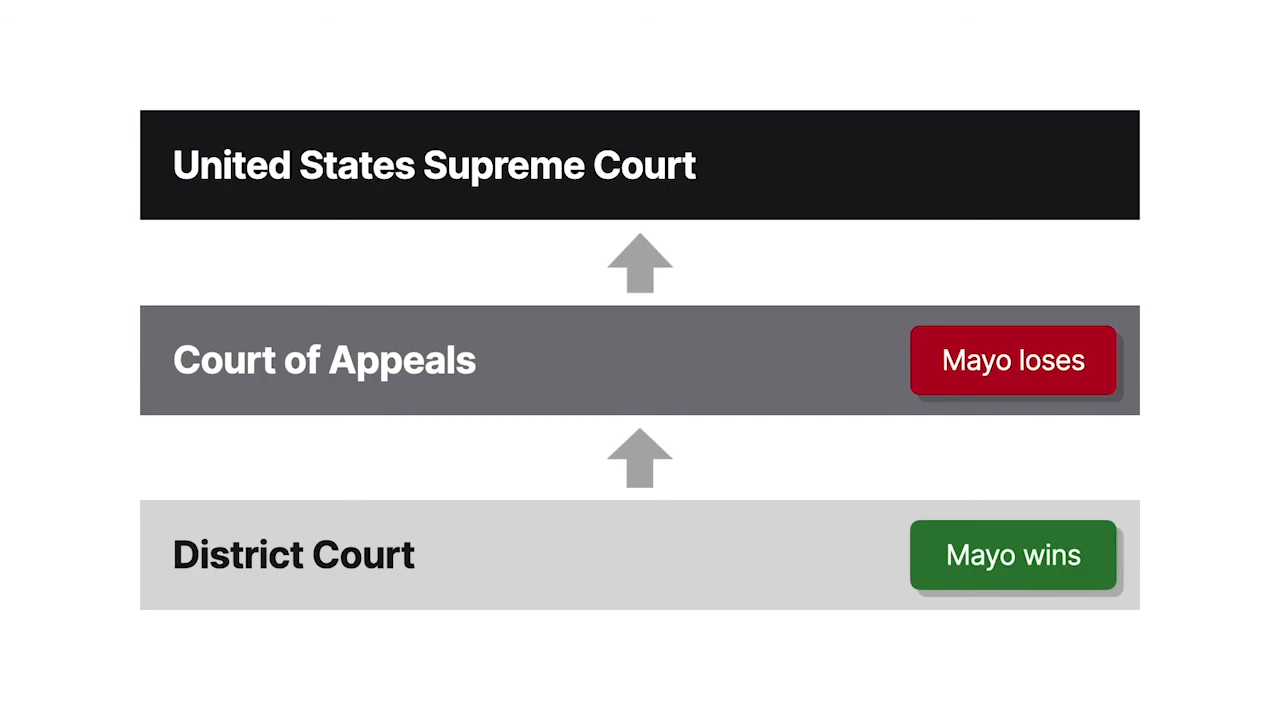 United States Supreme Court
Court of Appeals
Mayo loses
District Court
Mayo wins